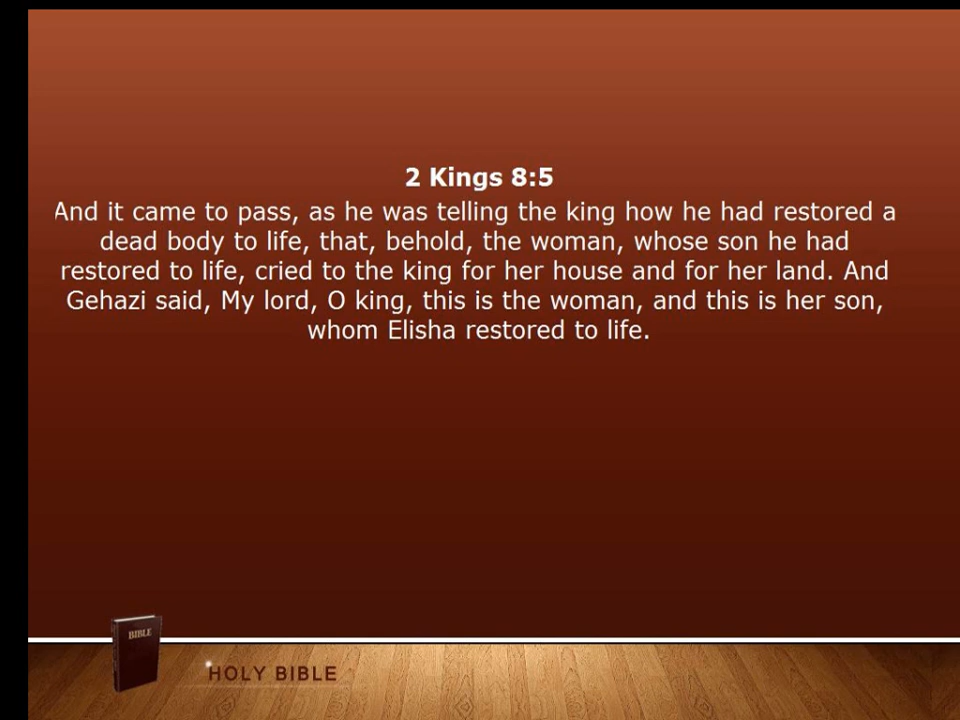 2 Kings 8:5
And it came to pass, as he was telling the king how he had restored a
dead body to life, that, behold, the woman, whose son he had
restored to life, cried to the king for her house and for her land. And
Gehazi said, My lord, O king, this is the woman, and this is her son,
whom Elisha restored to life.
BIBLE
HOLY BIBLE